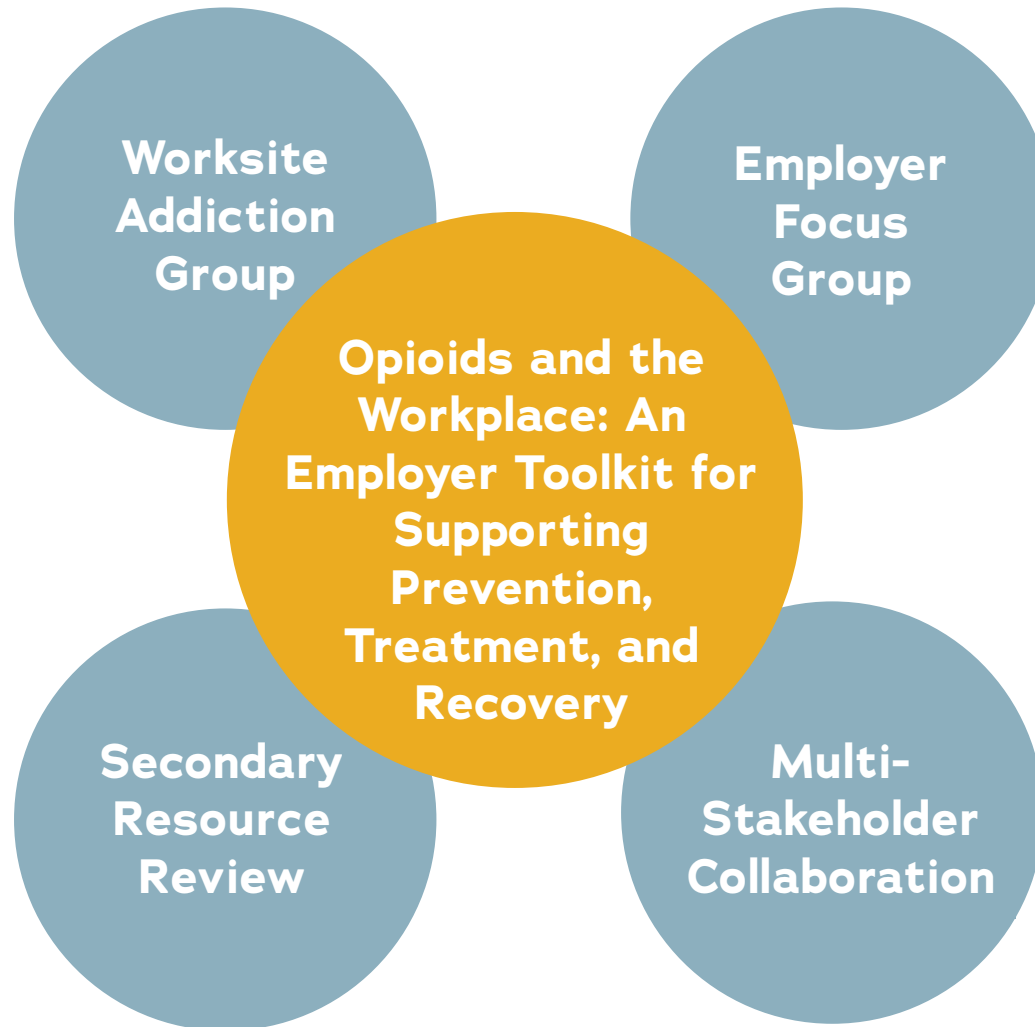 Worksite
Addiction
Group
Employer
Focus
Group
Opioids and the
Workplace: An
Employer Toolkit for
Supporting
Prevention,
Treatment, and
Recovery
Secondary
Resource
Review
Multi-
Stakeholder
Collaboration